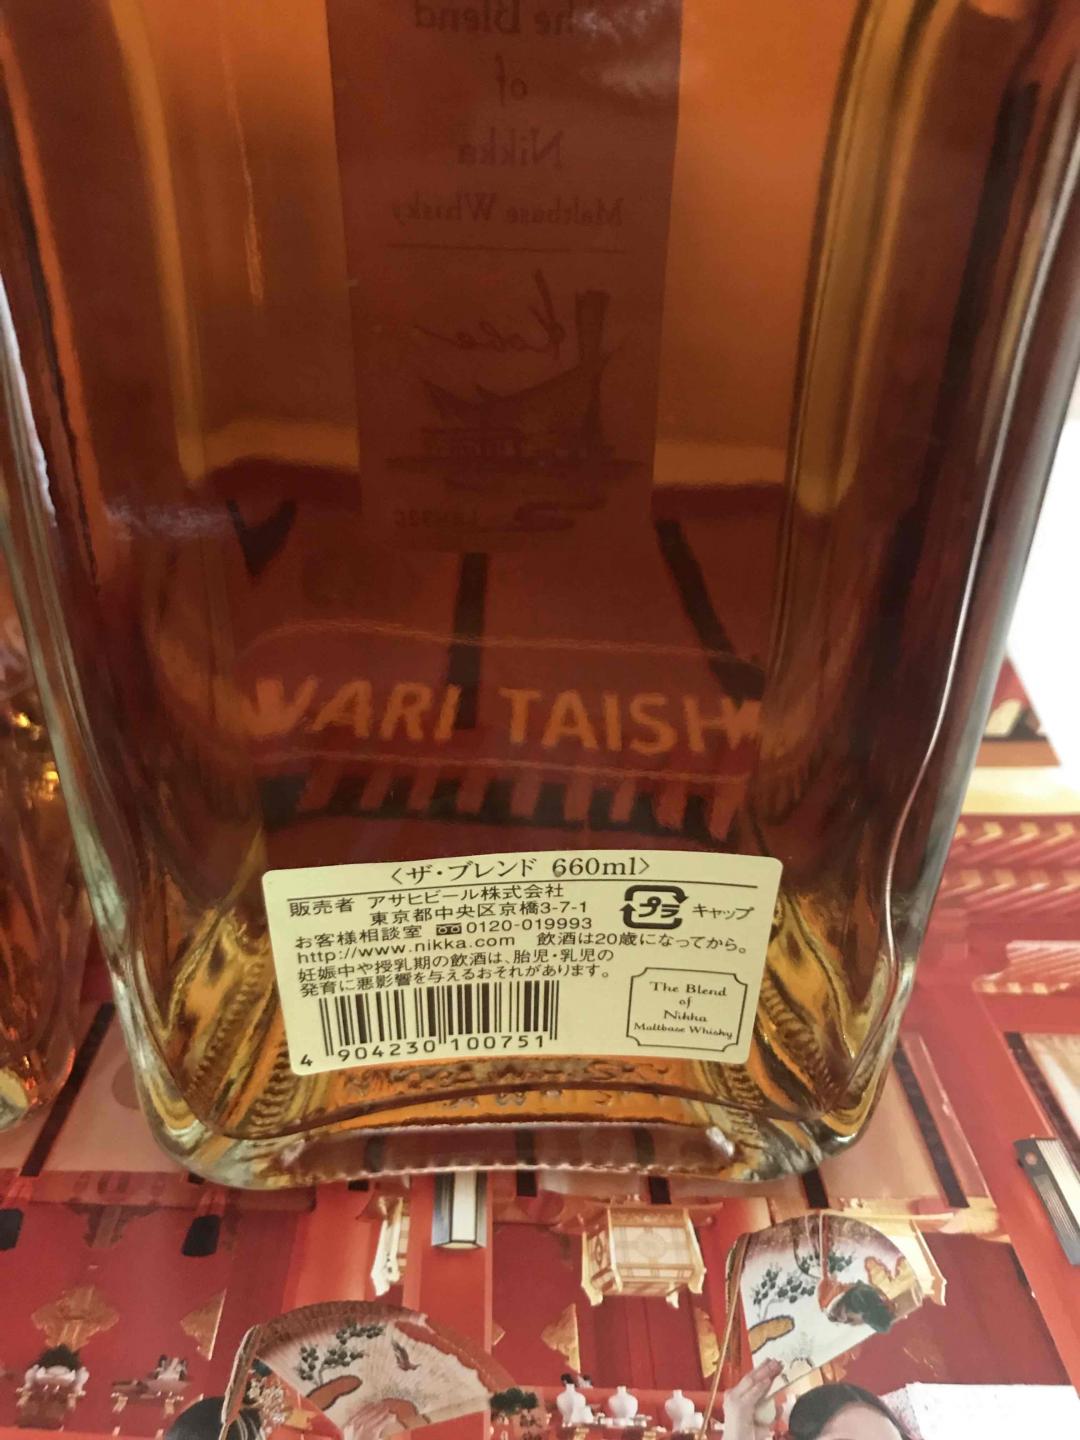 The Blend
of
Nikka
Maltbase Whisky
Kobe
VARI TAISH
〈ザ・ブレンド 660ml〉
販売者 アサヒビール株式会社
東京都中央区京橋3-7-1
お客様相談室 0120-019993
http://www.nikka.com 飲酒は20歳になってから。
妊娠中や授乳期の飲酒は、胎児・乳児の
発育に悪影響を与えるおそれがあります。
プラ キャップ
The Blend
of
Nikka
Maltbase Whisky
4 904230 100751